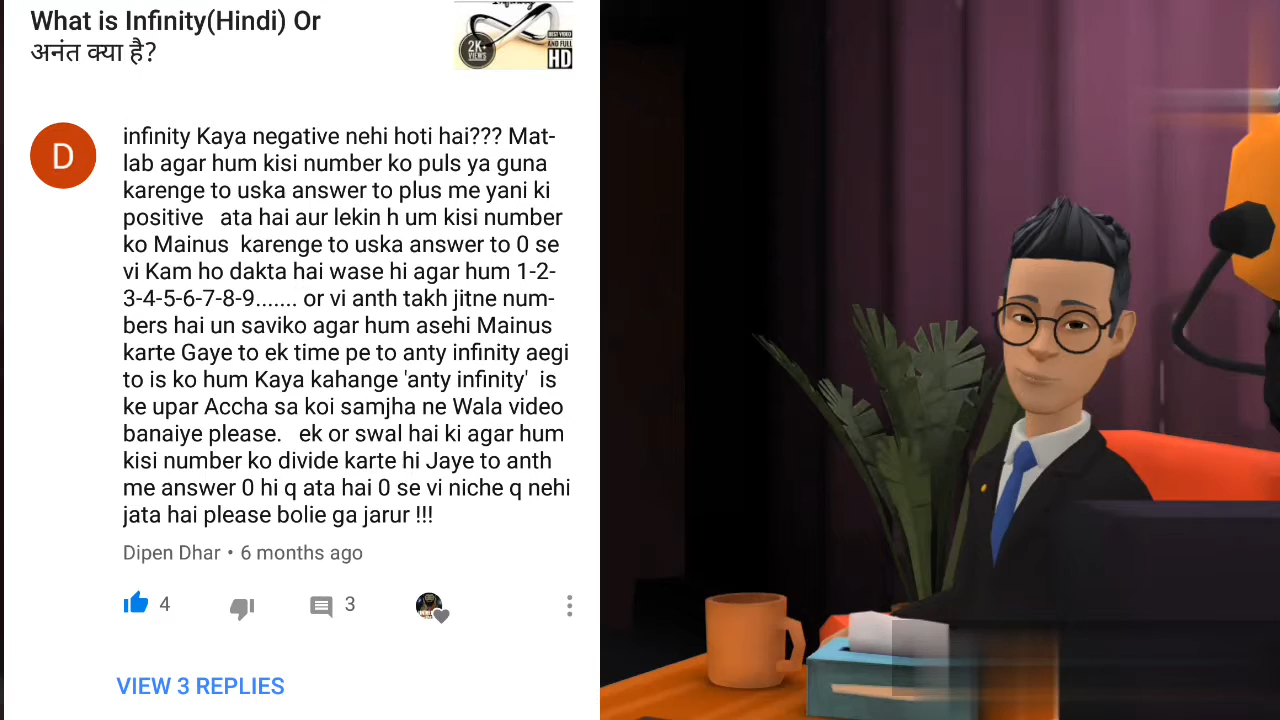 What is Infinity(Hindi) Or
अनंत क्या है?
2K+
VIEWS
BEST VIDEO
AND FULL
HD
D
infinity Kaya negative nehi hoti hai??? Mat-
lab agar hum kisi number ko puls ya guna
karenge to uska answer to plus me yani ki
positive   ata hai aur lekin h um kisi number
ko Mainus  karenge to uska answer to 0 se
vi Kam ho dakta hai wase hi agar hum 1-2-
3-4-5-6-7-8-9....... or vi anth takh jitne num-
bers hai un saviko agar hum asehi Mainus
karte Gaye to ek time pe to anty infinity aegi
to is ko hum Kaya kahange 'anty infinity'  is
ke upar Accha sa koi samjha ne Wala video
banaiye please.   ek or swal hai ki agar hum
kisi number ko divide karte hi Jaye to anth
me answer 0 hi q ata hai 0 se vi niche q nehi
jata hai please bolie ga jarur !!!
Dipen Dhar • 6 months ago
4
3
VIEW 3 REPLIES